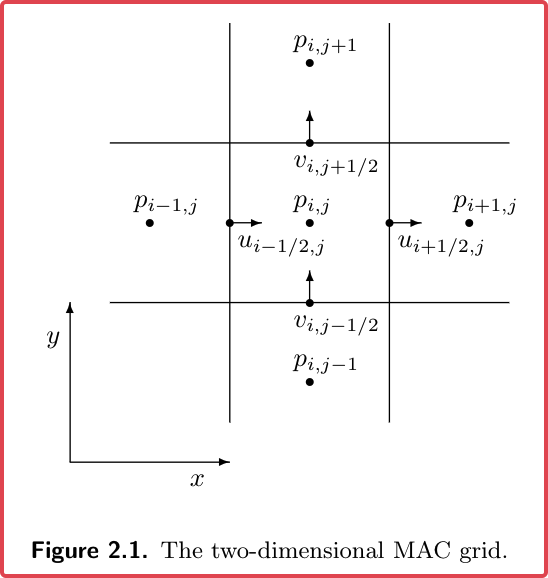 p_{i,j+1}
v_{i,j+1/2}
p_{i-1,j} p_{i,j} p_{i+1,j}
u_{i-1/2,j} u_{i+1/2,j}
v_{i,j-1/2}
y
p_{i,j-1}
x
Figure 2.1. The two-dimensional MAC grid.